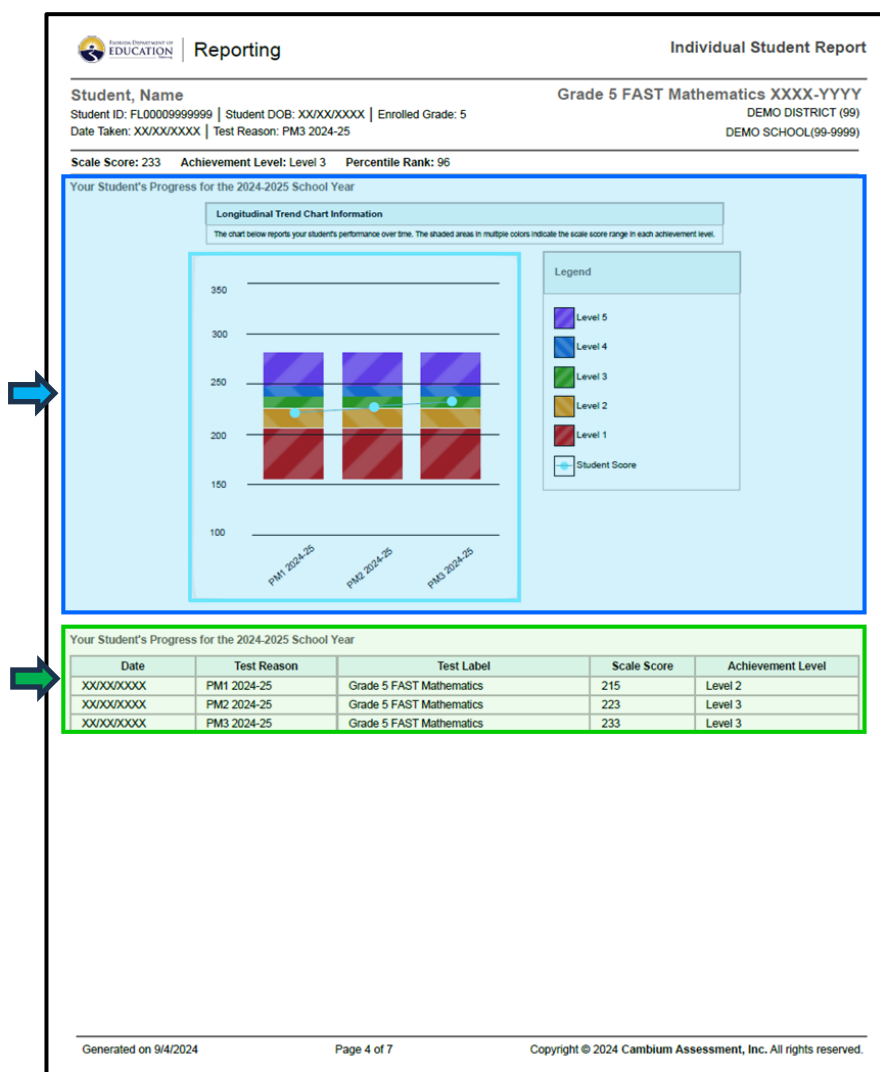 FLORIDA DEPARTMENT OF
EDUCATION
Reporting
Individual Student Report
Student, Name
Grade 5 FAST Mathematics XXXX-YYYY
Student ID: FL00009999999 | Student DOB: XX/XX/XXXX | Enrolled Grade: 5
DEMO DISTRICT (99)
Date Taken: XX/XX/XXXX | Test Reason: PM3 2024-25
DEMO SCHOOL(99-9999)
Scale Score: 233 Achievement Level: Level 3 Percentile Rank: 96
Your Student's Progress for the 2024-2025 School Year
Longitudinal Trend Chart Information
The chart below reports your student's performance over time. The shaded areas in multiple colors indicate the scale score range in each achievement level.
350
300
250
200
150
100
PM1 2024-25
PM2 2024-25
PM3 2024-25
Legend
Level 5
Level 4
Level 3
Level 2
Level 1
Student Score
Your Student's Progress for the 2024-2025 School Year
Date Test Reason Test Label Scale Score Achievement Level
XX/XX/XXXX PM1 2024-25 Grade 5 FAST Mathematics 215 Level 2
XX/XX/XXXX PM2 2024-25 Grade 5 FAST Mathematics 223 Level 3
XX/XX/XXXX PM3 2024-25 Grade 5 FAST Mathematics 233 Level 3
Generated on 9/4/2024 Page 4 of 7 Copyright © 2024 Cambium Assessment, Inc. All rights reserved.